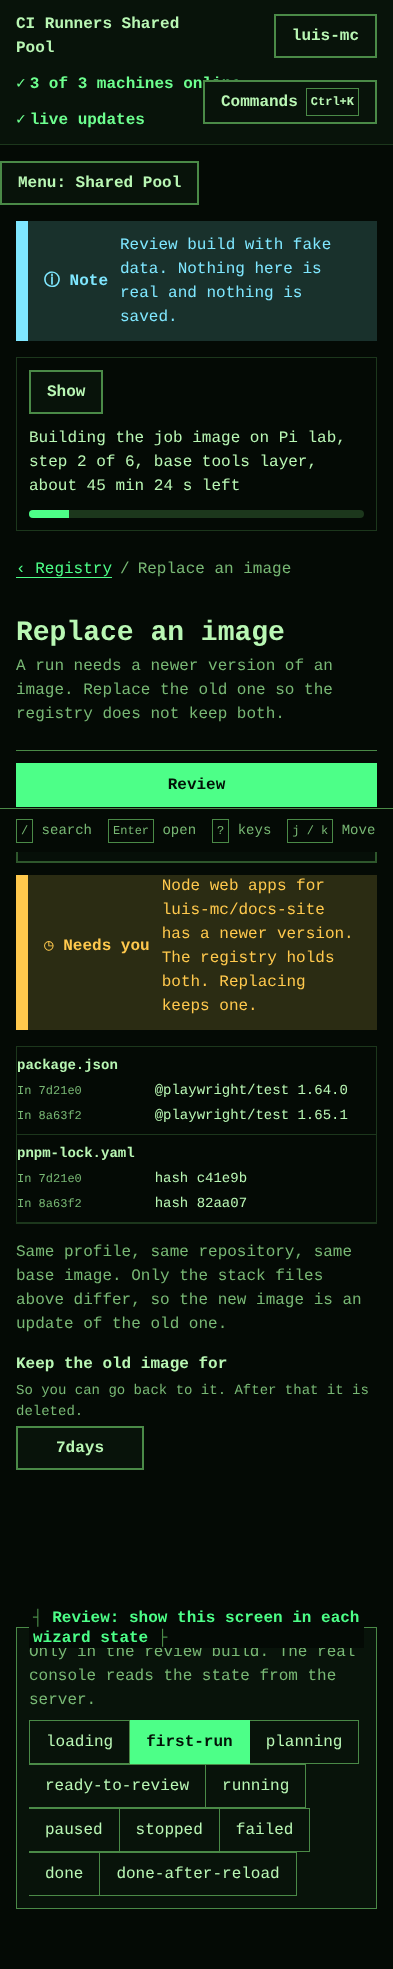 CI Runners Shared
Pool
luis-mc
✓ 3 of 3 machines online
Commands Ctrl+K
✓ live updates
Menu: Shared Pool
ⓘ Note
Review build with fake
data. Nothing here is
real and nothing is
saved.
Show
Building the job image on Pi lab,
step 2 of 6, base tools layer,
about 45 min 24 s left
‹ Registry / Replace an image
Replace an image
A run needs a newer version of an
image. Replace the old one so the
registry does not keep both.
Review
/ search Enter open ? keys j / k Move
◷ Needs you
Node web apps for
luis-mc/docs-site
has a newer version.
The registry holds
both. Replacing
keeps one.
package.json
In 7d21e0 @playwright/test 1.64.0
In 8a63f2 @playwright/test 1.65.1
pnpm-lock.yaml
In 7d21e0 hash c41e9b
In 8a63f2 hash 82aa07
Same profile, same repository, same
base image. Only the stack files
above differ, so the new image is an
update of the old one.
Keep the old image for
So you can go back to it. After that it is
deleted.
7days
┤ Review: show this screen in each
wizard state ├
Only in the review build. The real
console reads the state from the
server.
loading first-run planning
ready-to-review running
paused stopped failed
done done-after-reload